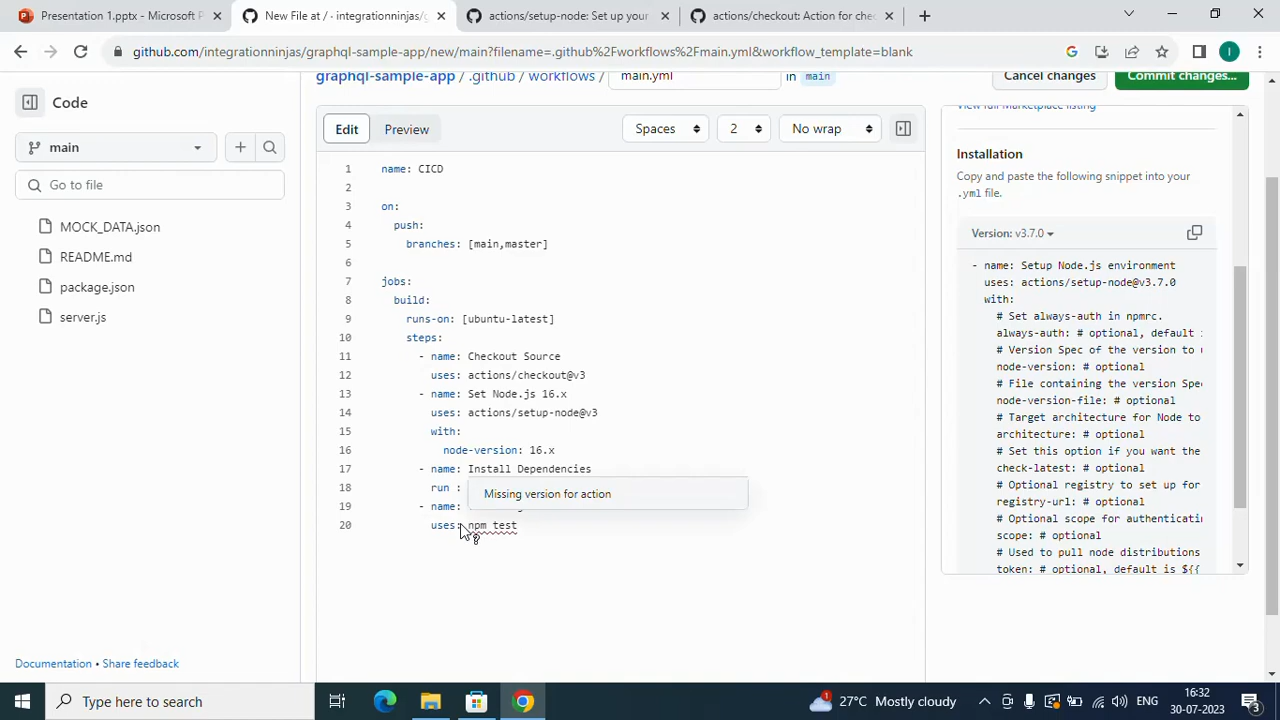 Presentation 1.pptx - Microsoft P
New File at / · integrationninjas/g
actions/setup-node: Set up your
actions/checkout: Action for chec
github.com/integrationninjas/graphql-sample-app/new/main?filename=.github%2Fworkflows%2Fmain.yml&workflow_template=blank
I
Code
main
Go to file
MOCK_DATA.json
README.md
package.json
server.js
Documentation • Share feedback
graphql-sample-app / .github / workflows / main.yml in main
Cancel changes
Commit changes...
Edit
Preview
Spaces
2
No wrap
1 name: CICD
2
3 on:
4 push:
5 branches: [main,master]
6
7 jobs:
8 build:
9 runs-on: [ubuntu-latest]
10 steps:
11 - name: Checkout Source
12 uses: actions/checkout@v3
13 - name: Set Node.js 16.x
14 uses: actions/setup-node@v3
15 with:
16 node-version: 16.x
17 - name: Install Dependencies
18 run :
Missing version for action
19 - name:
20 uses: npm test
View full Marketplace listing
Installation
Copy and paste the following snippet into your
.yml file.
Version: v3.7.0
- name: Setup Node.js environment
uses: actions/setup-node@v3.7.0
with:
# Set always-auth in npmrc.
always-auth: # optional, default i
# Version Spec of the version to
node-version: # optional
# File containing the version Spe
node-version-file: # optional
# Target architecture for Node to
architecture: # optional
# Set this option if you want the
check-latest: # optional
# Optional registry to set up for
registry-url: # optional
# Optional scope for authenticati
scope: # optional
# Used to pull node distributions
token: # optional, default is ${{
Type here to search
1
27°C Mostly cloudy
ENG
16:32
30-07-2023
3